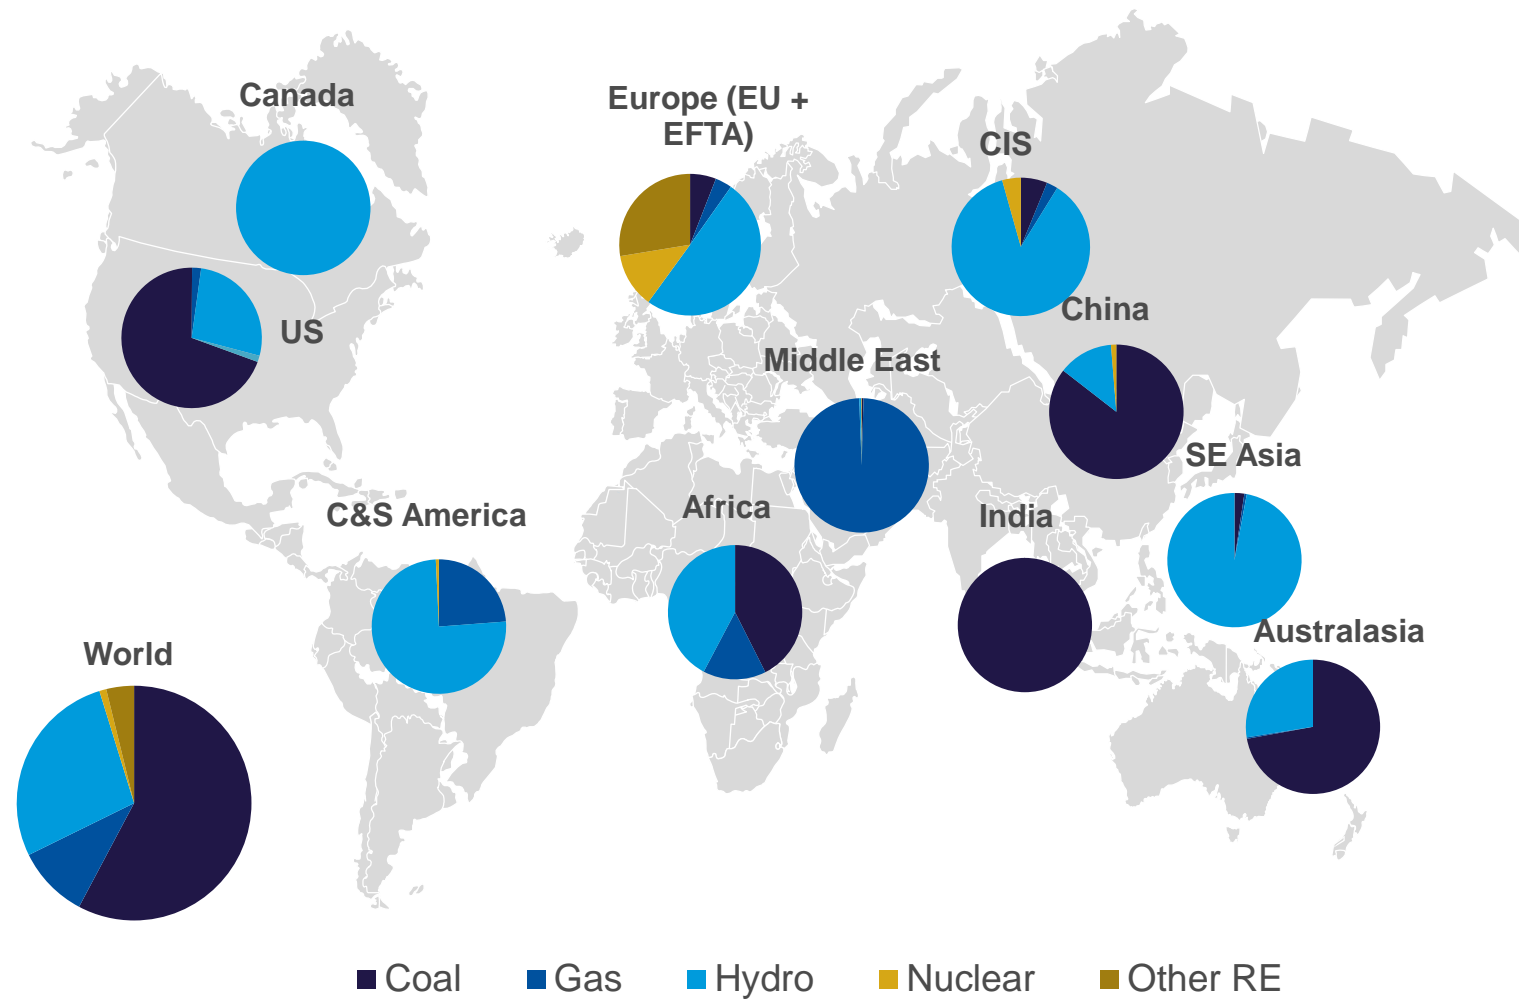 Canada
Europe (EU +
EFTA)
CIS
China
US
Middle East
SE Asia
Africa
India
C&S America
Australasia
World
Coal
Gas
Hydro
Nuclear
Other RE